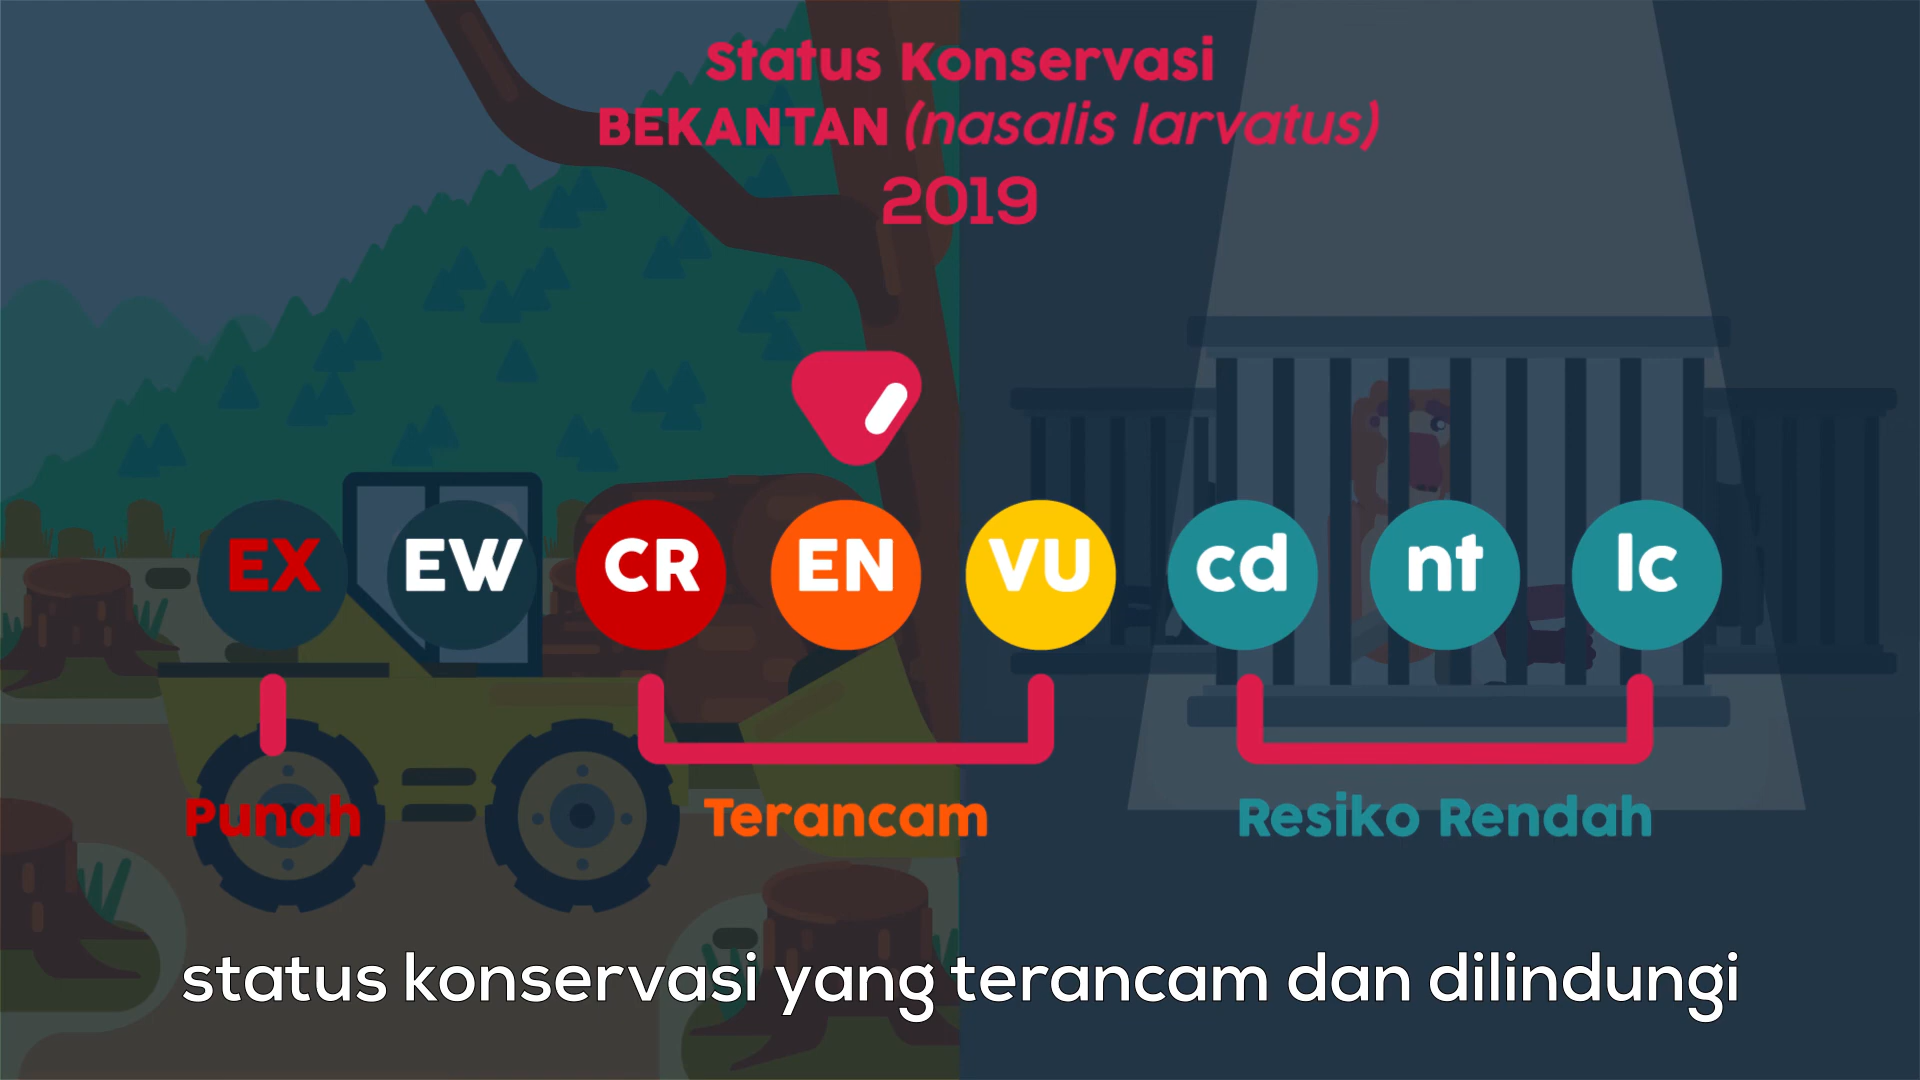 Status Konservasi
BEKANTAN (nasalis larvatus)
2019
EX EW CR EN VU cd nt lc
Punah Terancam Resiko Rendah
status konservasi yang terancam dan dilindungi